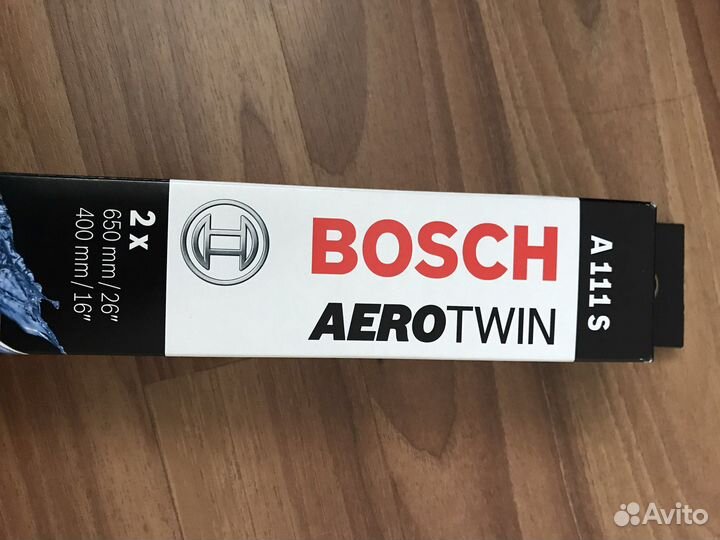 2 x
650 mm / 26"
400 mm / 16"
BOSCH
AEROTWIN
A 111 S
Avito